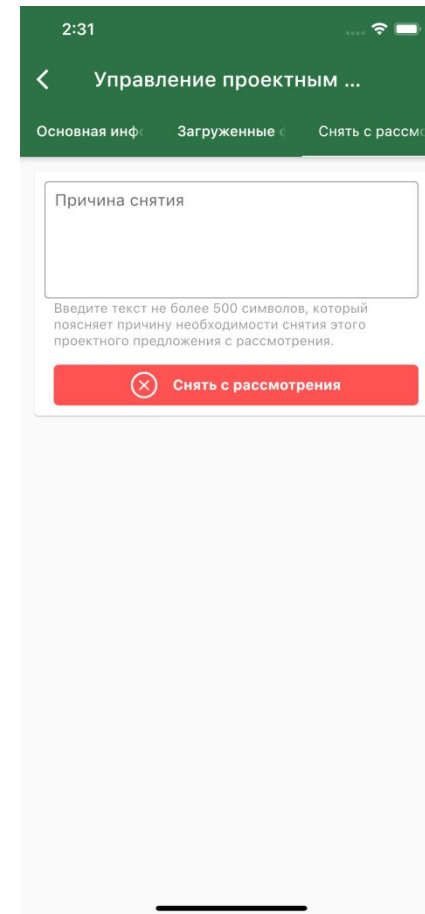 2:31
Управление проектным ...
Основная инф
Загруженные
Снять с рассм
Причина снятия
Введите текст не более 500 символов, который
поясняет причину необходимости снятия этого
проектного предложения с рассмотрения.
Снять с рассмотрения